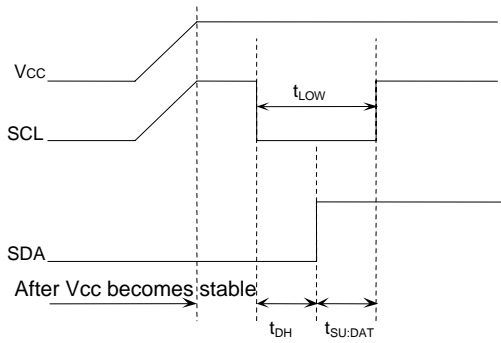 Vcc
tLOW
SCL
SDA
After Vcc becomes stable
tDH
tSU:DAT